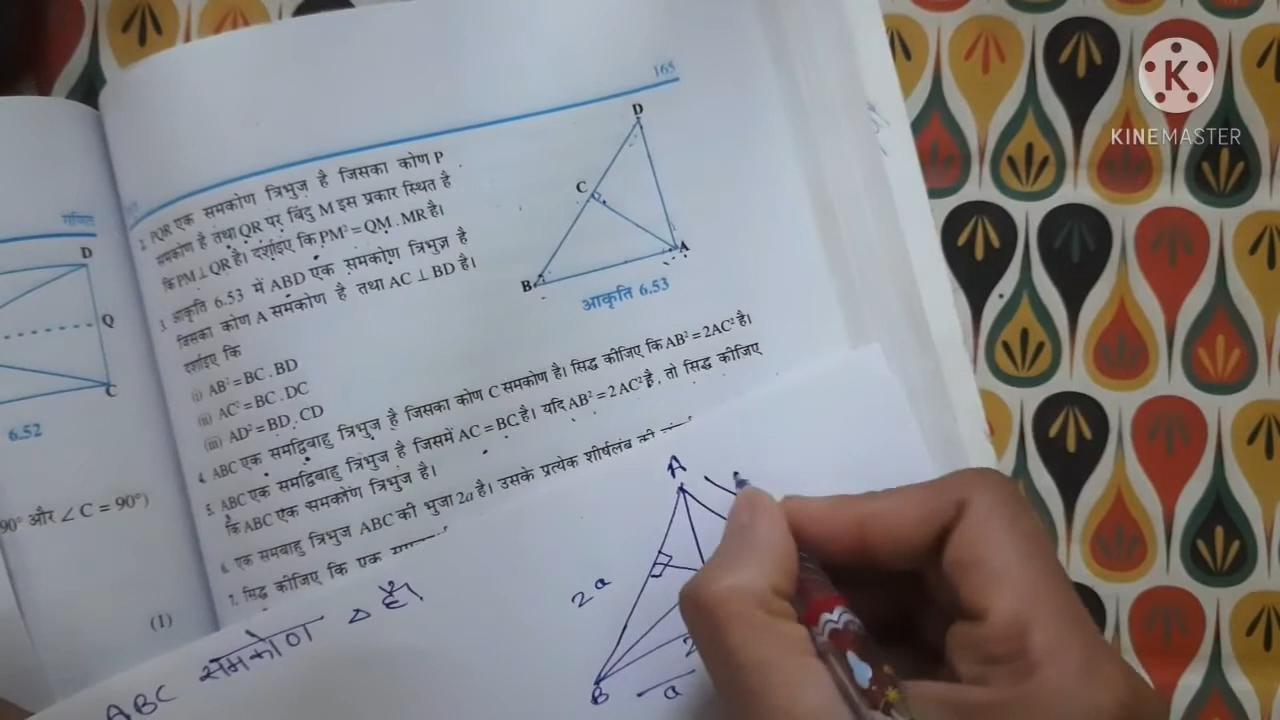 165
गणित
D
Q
C
6.52
90° और ∠ C = 90°)
(1)
2. PQR एक समकोण त्रिभुज है जिसका कोण P
समकोण है तथा QR पर बिंदु M इस प्रकार स्थित है
कि PM ⊥ QR है। दर्शाइए कि PM² = QM . MR है।
3. आकृति 6.53 में ABD एक समकोण त्रिभुज है
जिसका कोण A समकोण है तथा AC ⊥ BD है।
दर्शाइए कि
(i) AB² = BC . BD
(ii) AC² = BC . DC
(iii) AD² = BD . CD
D
C
A
B
आकृति 6.53
4. ABC एक समद्विबाहु त्रिभुज है जिसका कोण C समकोण है। सिद्ध कीजिए कि AB² = 2AC² है।
5. ABC एक समद्विबाहु त्रिभुज है जिसमें AC = BC है। यदि AB² = 2 AC² है, तो सिद्ध कीजिए
कि ABC एक समकोण त्रिभुज है।
6. एक समबाहु त्रिभुज ABC की भुजा 2a है। उसके प्रत्येक शीर्षलंब की
7. सिद्ध कीजिए कि एक
ABC समकोण △ है।
A
2a
B
2
a
KINEMASTER